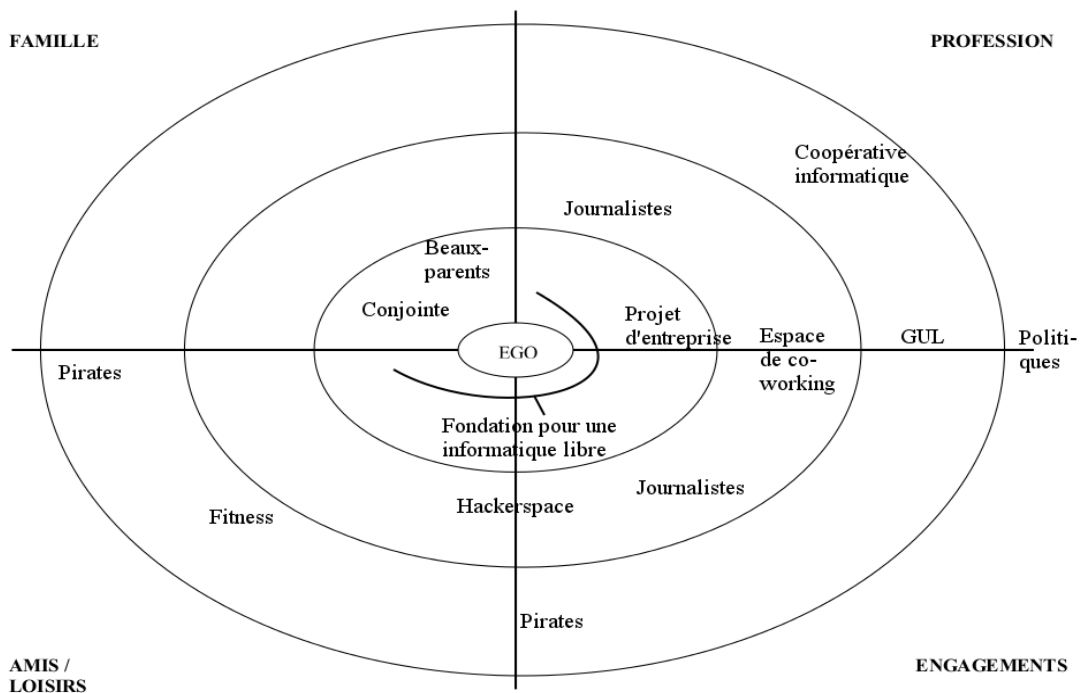 FAMILLE
PROFESSION
Coopérative
informatique
Journalistes
Beaux-
parents
Conjointe
Projet
d'entreprise
Espace
de co-
working
GUL
Politi-
ques
EGO
Pirates
Fondation pour une
informatique libre
Journalistes
Hackerspace
Fitness
Pirates
AMIS /
LOISIRS
ENGAGEMENTS